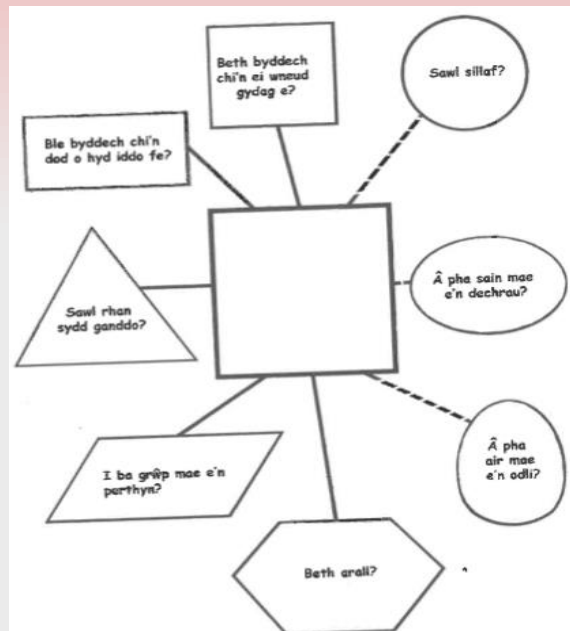 Beth byddech
chi'n ei wneud
gydag e?
Sawl sillaf?
Ble byddech chi'n
dod o hyd iddo fe?
Â pha sain mae
e'n dechrau?
Sawl rhan
sydd ganddo?
Â pha
air mae
e'n odli?
I ba grŵp mae e'n
perthyn?
Beth arall?